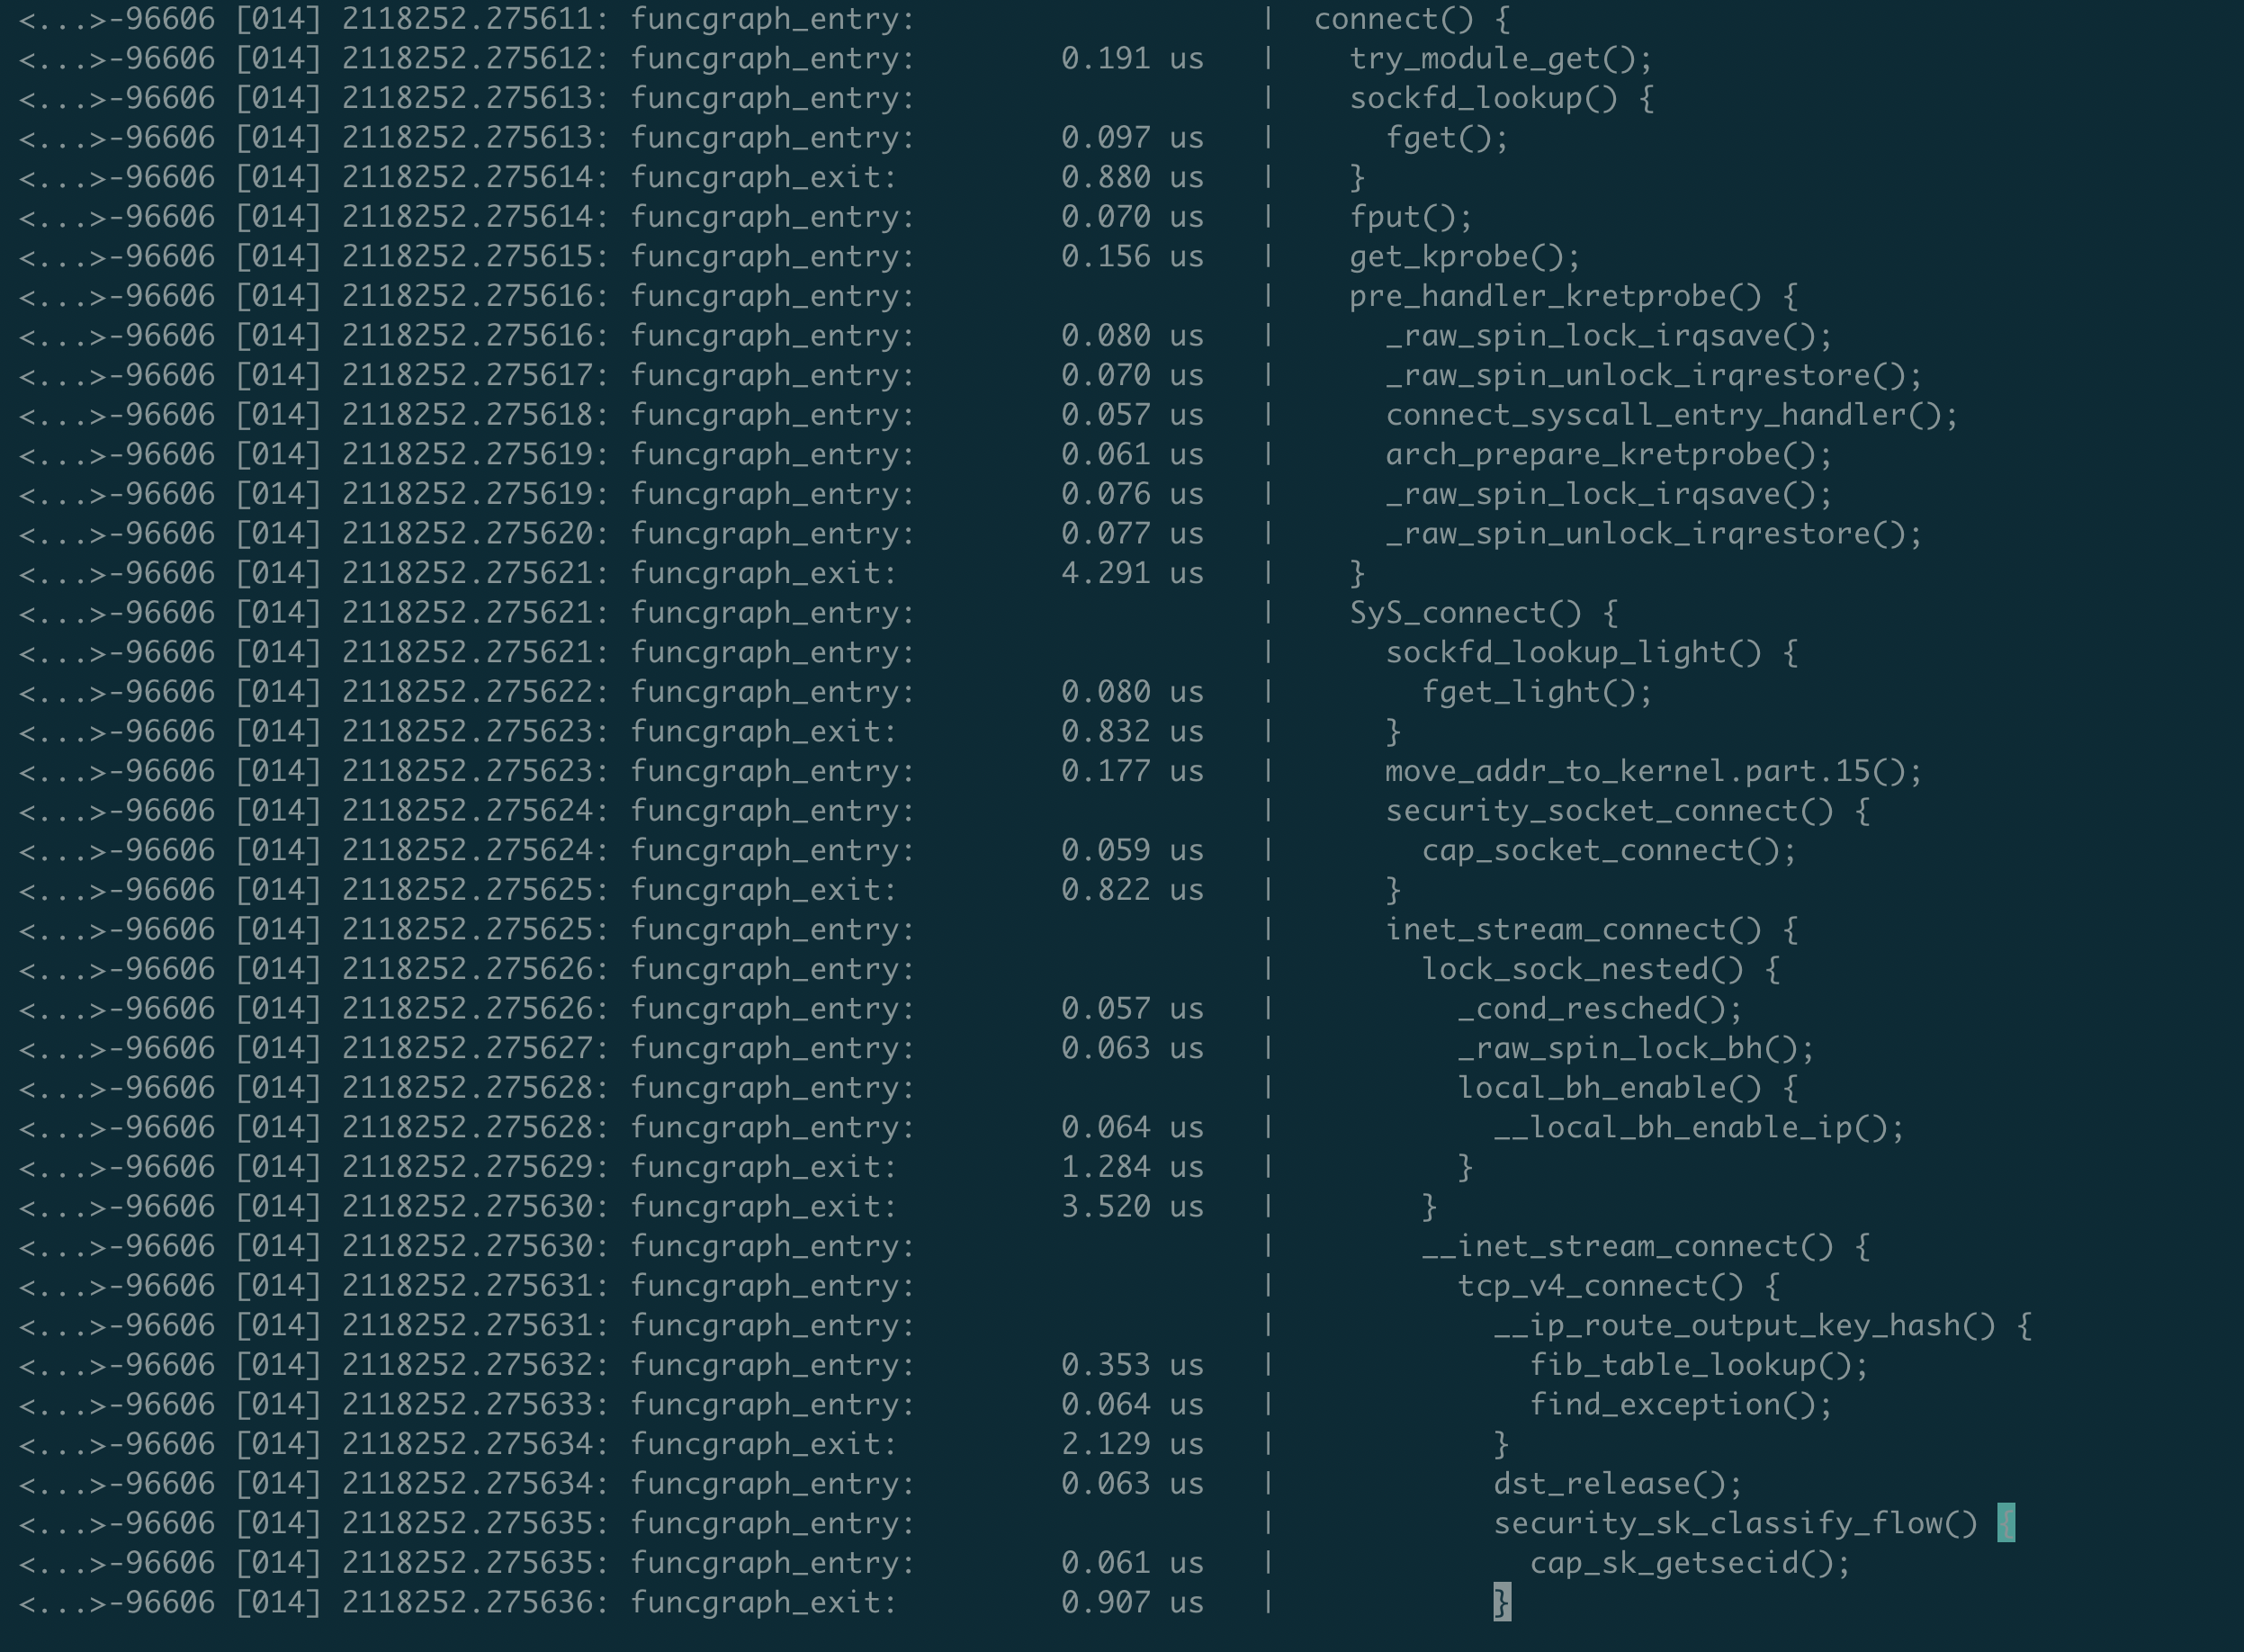 <...>-96606 [014] 2118252.275611: funcgraph_entry:                   |  connect() {
<...>-96606 [014] 2118252.275612: funcgraph_entry:        0.191 us   |    try_module_get();
<...>-96606 [014] 2118252.275613: funcgraph_entry:                   |    sockfd_lookup() {
<...>-96606 [014] 2118252.275613: funcgraph_entry:        0.097 us   |      fget();
<...>-96606 [014] 2118252.275614: funcgraph_exit:         0.880 us   |    }
<...>-96606 [014] 2118252.275614: funcgraph_entry:        0.070 us   |    fput();
<...>-96606 [014] 2118252.275615: funcgraph_entry:        0.156 us   |    get_kprobe();
<...>-96606 [014] 2118252.275616: funcgraph_entry:                   |    pre_handler_kretprobe() {
<...>-96606 [014] 2118252.275616: funcgraph_entry:        0.080 us   |      _raw_spin_lock_irqsave();
<...>-96606 [014] 2118252.275617: funcgraph_entry:        0.070 us   |      _raw_spin_unlock_irqrestore();
<...>-96606 [014] 2118252.275618: funcgraph_entry:        0.057 us   |      connect_syscall_entry_handler();
<...>-96606 [014] 2118252.275619: funcgraph_entry:        0.061 us   |      arch_prepare_kretprobe();
<...>-96606 [014] 2118252.275619: funcgraph_entry:        0.076 us   |      _raw_spin_lock_irqsave();
<...>-96606 [014] 2118252.275620: funcgraph_entry:        0.077 us   |      _raw_spin_unlock_irqrestore();
<...>-96606 [014] 2118252.275621: funcgraph_exit:         4.291 us   |    }
<...>-96606 [014] 2118252.275621: funcgraph_entry:                   |    SyS_connect() {
<...>-96606 [014] 2118252.275621: funcgraph_entry:                   |      sockfd_lookup_light() {
<...>-96606 [014] 2118252.275622: funcgraph_entry:        0.080 us   |        fget_light();
<...>-96606 [014] 2118252.275623: funcgraph_exit:         0.832 us   |      }
<...>-96606 [014] 2118252.275623: funcgraph_entry:        0.177 us   |      move_addr_to_kernel.part.15();
<...>-96606 [014] 2118252.275624: funcgraph_entry:                   |      security_socket_connect() {
<...>-96606 [014] 2118252.275624: funcgraph_entry:        0.059 us   |        cap_socket_connect();
<...>-96606 [014] 2118252.275625: funcgraph_exit:         0.822 us   |      }
<...>-96606 [014] 2118252.275625: funcgraph_entry:                   |      inet_stream_connect() {
<...>-96606 [014] 2118252.275626: funcgraph_entry:                   |        lock_sock_nested() {
<...>-96606 [014] 2118252.275626: funcgraph_entry:        0.057 us   |          _cond_resched();
<...>-96606 [014] 2118252.275627: funcgraph_entry:        0.063 us   |          _raw_spin_lock_bh();
<...>-96606 [014] 2118252.275628: funcgraph_entry:                   |          local_bh_enable() {
<...>-96606 [014] 2118252.275628: funcgraph_entry:        0.064 us   |            __local_bh_enable_ip();
<...>-96606 [014] 2118252.275629: funcgraph_exit:         1.284 us   |          }
<...>-96606 [014] 2118252.275630: funcgraph_exit:         3.520 us   |        }
<...>-96606 [014] 2118252.275630: funcgraph_entry:                   |        __inet_stream_connect() {
<...>-96606 [014] 2118252.275631: funcgraph_entry:                   |          tcp_v4_connect() {
<...>-96606 [014] 2118252.275631: funcgraph_entry:                   |            __ip_route_output_key_hash() {
<...>-96606 [014] 2118252.275632: funcgraph_entry:        0.353 us   |              fib_table_lookup();
<...>-96606 [014] 2118252.275633: funcgraph_entry:        0.064 us   |              find_exception();
<...>-96606 [014] 2118252.275634: funcgraph_exit:         2.129 us   |            }
<...>-96606 [014] 2118252.275634: funcgraph_entry:        0.063 us   |            dst_release();
<...>-96606 [014] 2118252.275635: funcgraph_entry:                   |            security_sk_classify_flow() {
<...>-96606 [014] 2118252.275635: funcgraph_entry:        0.061 us   |              cap_sk_getsecid();
<...>-96606 [014] 2118252.275636: funcgraph_exit:         0.907 us   |            }